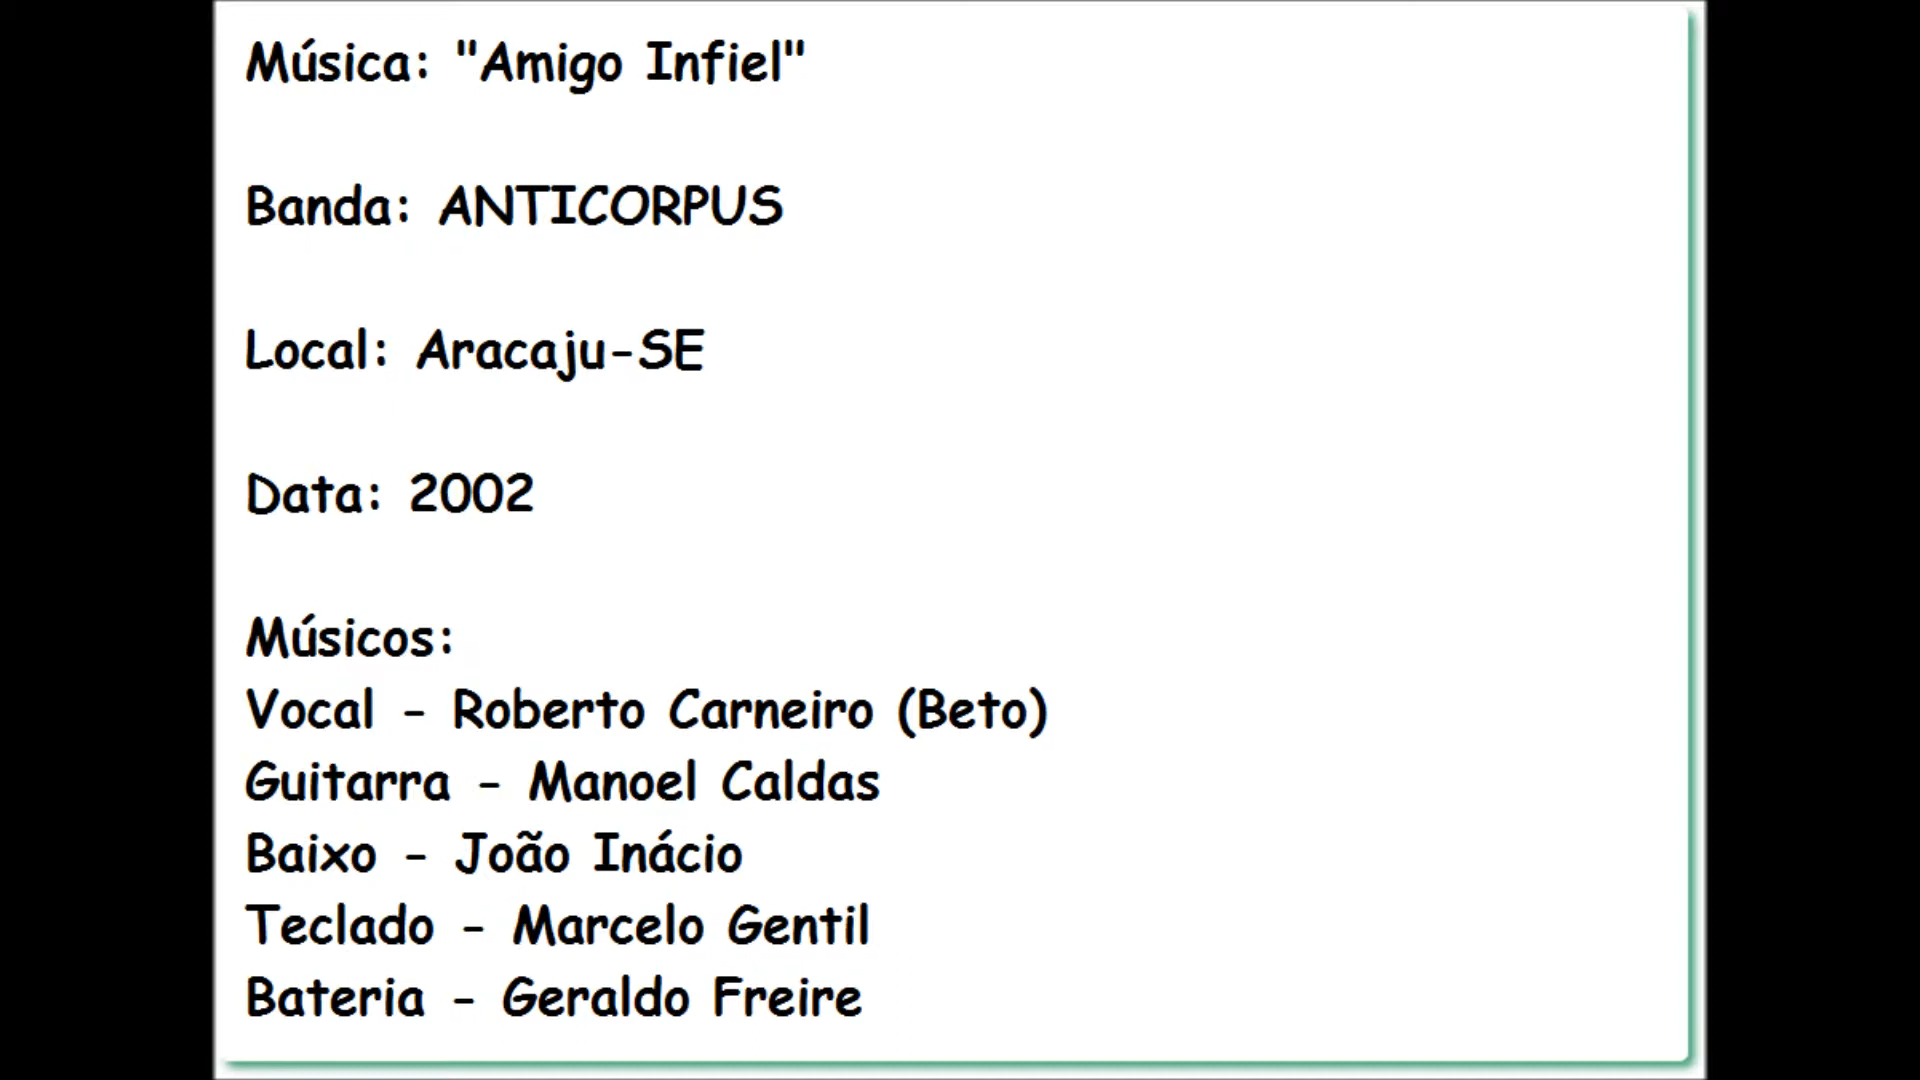 Música: "Amigo Infiel"
Banda: ANTICORPUS
Local: Aracaju-SE
Data: 2002
Músicos:
Vocal - Roberto Carneiro (Beto)
Guitarra - Manoel Caldas
Baixo - João Inácio
Teclado - Marcelo Gentil
Bateria - Geraldo Freire